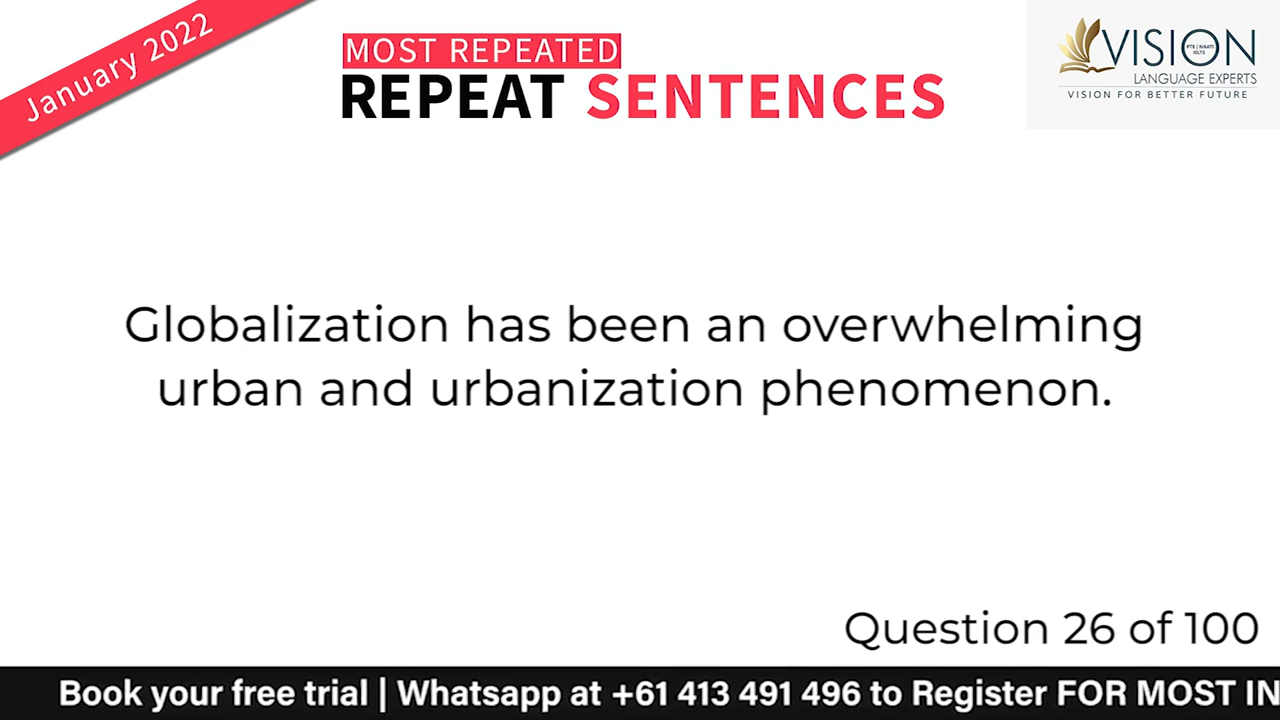 January 2022
MOST REPEATED
REPEAT SENTENCES
VISION
PTE | NAATI
IELTS
LANGUAGE EXPERTS
VISION FOR BETTER FUTURE
Globalization has been an overwhelming
urban and urbanization phenomenon.
Question 26 of 100
Book your free trial | Whatsapp at +61 413 491 496 to Register FOR MOST IN